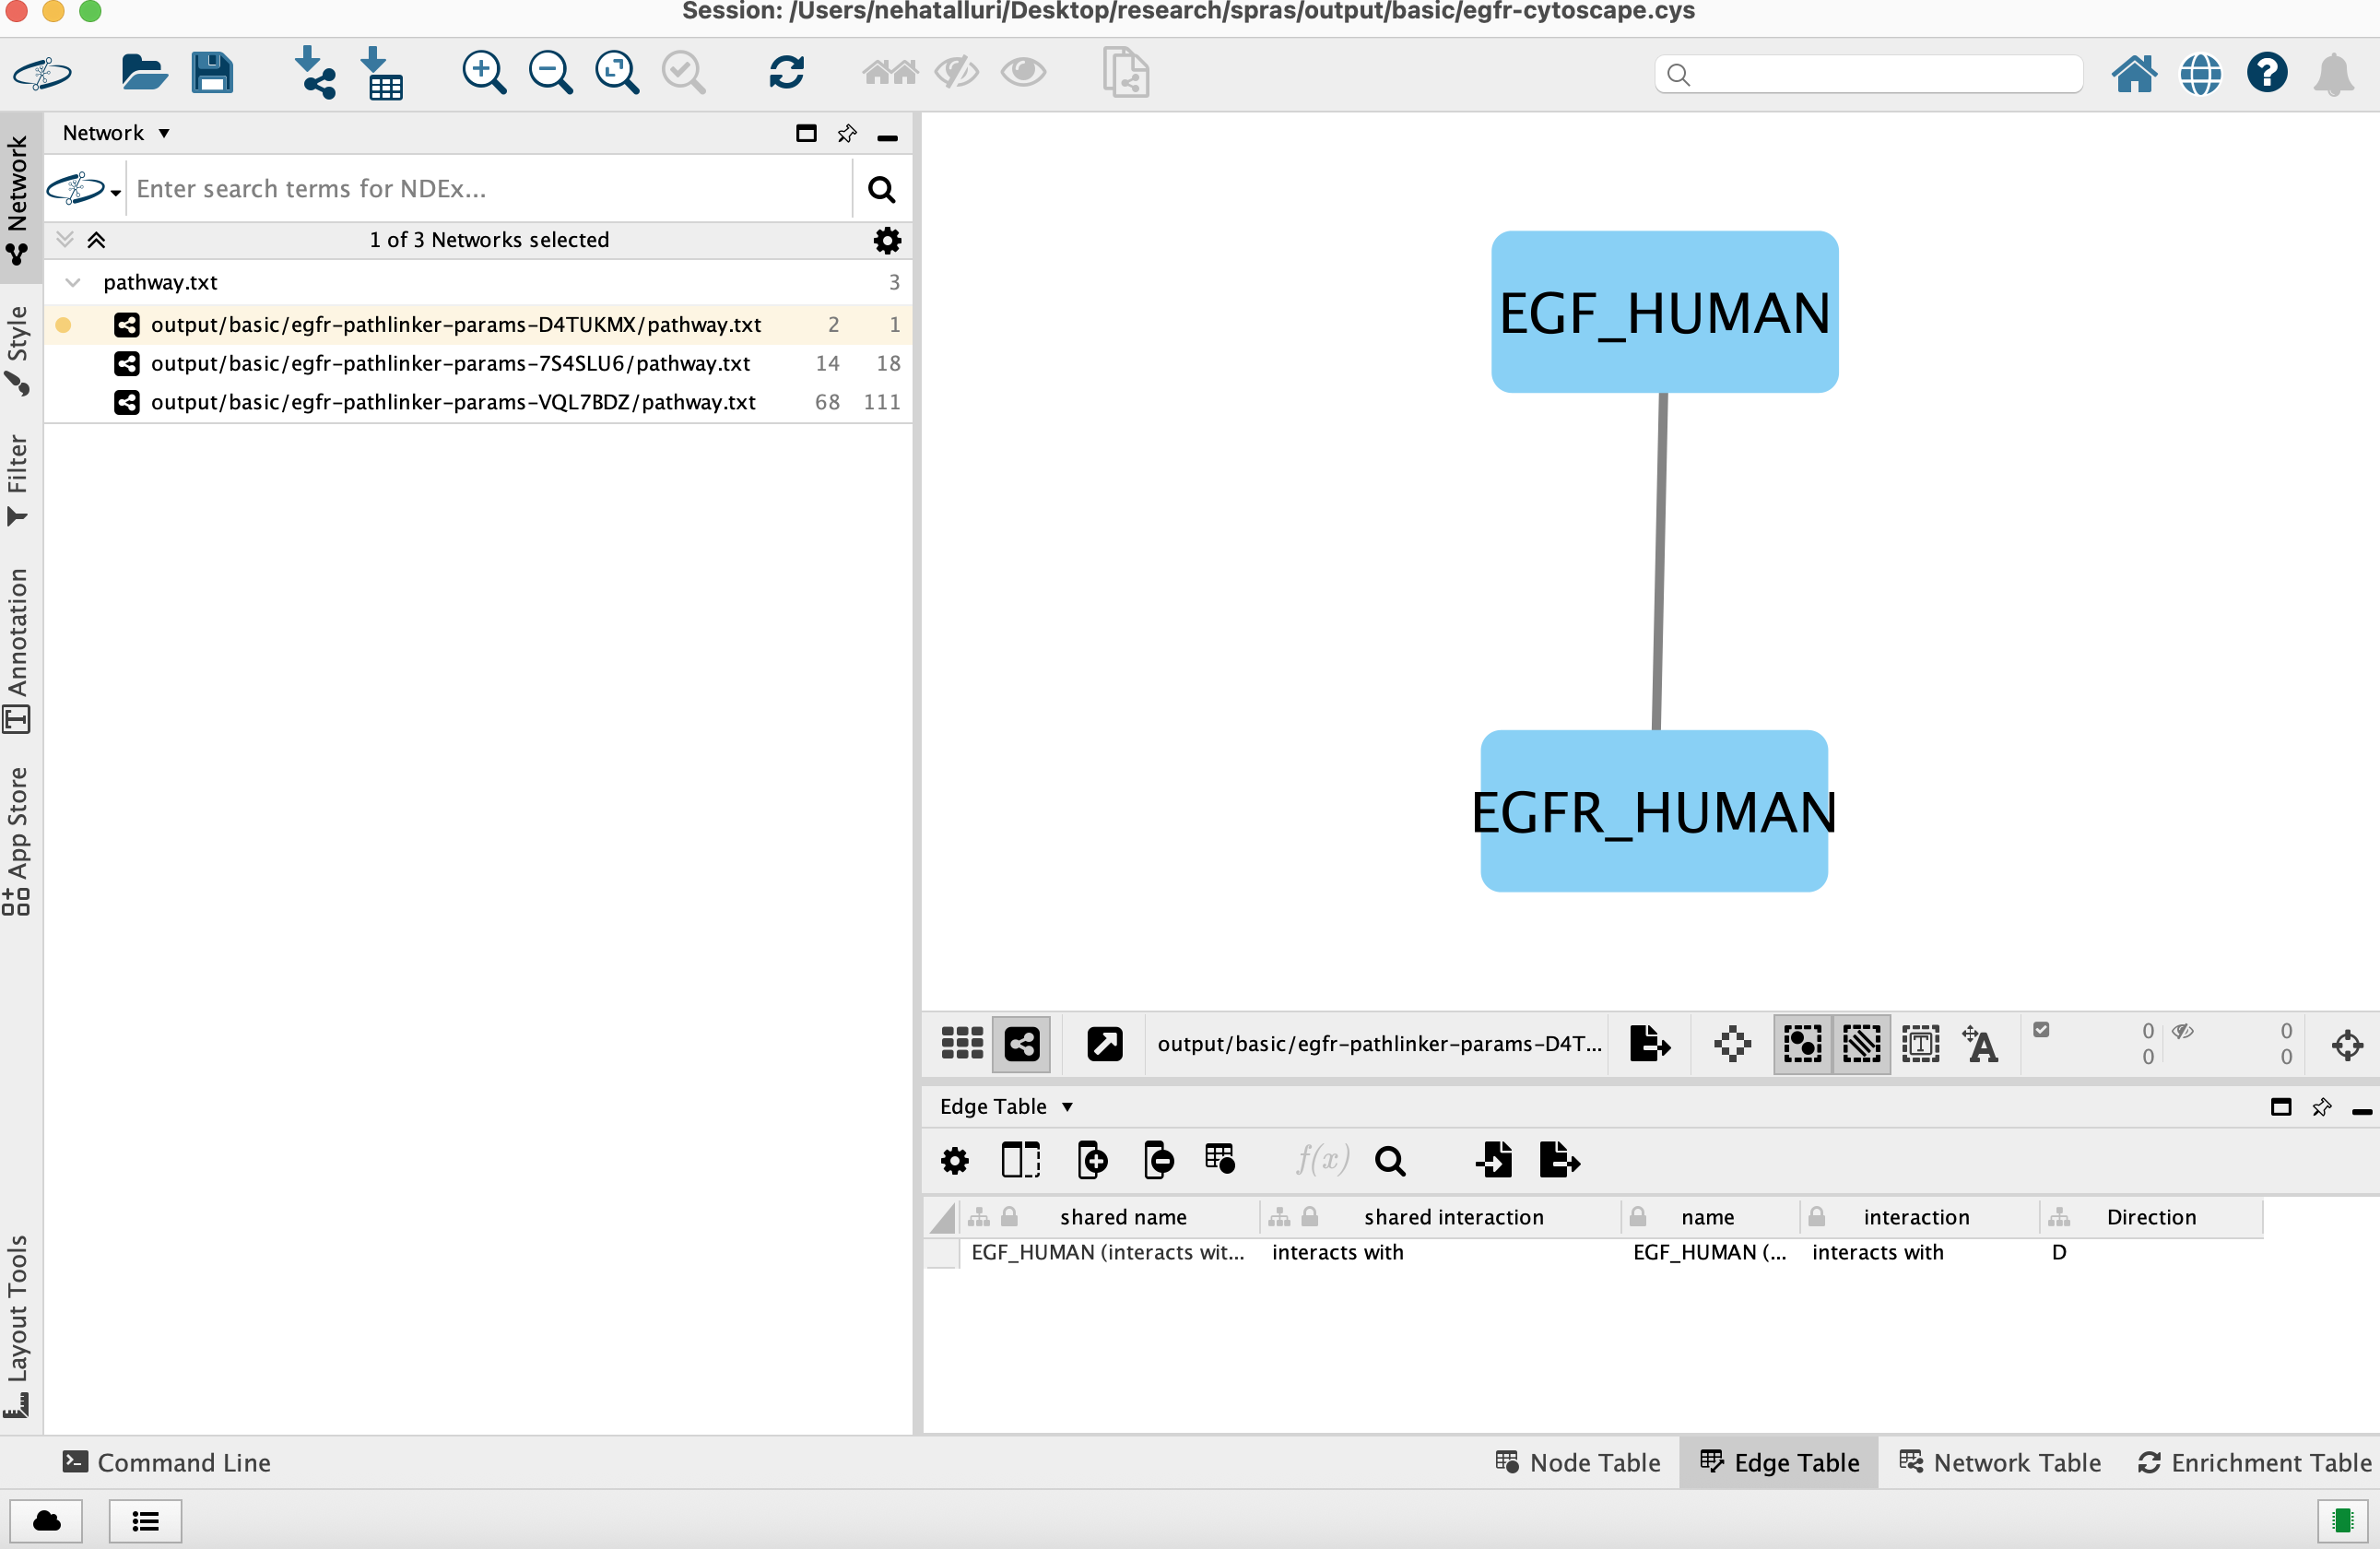 Session: /Users/nehatalluri/Desktop/research/spras/output/basic/egfr-cytoscape.cys
Network
Style
Filter
Annotation
App Store
Layout Tools
Network
Enter search terms for NDEx...
1 of 3 Networks selected
pathway.txt 3
output/basic/egfr-pathlinker-params-D4TUKMX/pathway.txt 2 1
output/basic/egfr-pathlinker-params-7S4SLU6/pathway.txt 14 18
output/basic/egfr-pathlinker-params-VQL7BDZ/pathway.txt 68 111
EGF_HUMAN
EGFR_HUMAN
output/basic/egfr-pathlinker-params-D4T... T A 0 0
0 0
Edge Table
f(x)
shared name shared interaction name interaction Direction
EGF_HUMAN (interacts wit... interacts with EGF_HUMAN (... interacts with D
Command Line Node Table Edge Table Network Table Enrichment Table